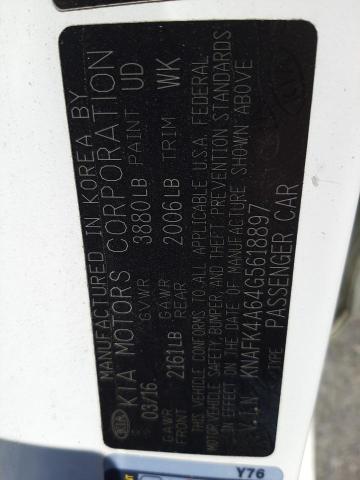 MANUFACTURED IN KOREA BY
KIA MOTORS CORPORATION
KIA
03/16 GVWR 3880LB PAINT UD
GAWR FRONT 2161LB GAWR REAR 2006LB TRIM WK
THIS VEHICLE CONFORMS TO ALL APPLICABLE U.S.A. FEDERAL
MOTOR VEHICLE SAFETY, BUMPER AND THEFT PREVENTION STANDARDS
IN EFFECT ON THE DATE OF MANUFACTURE SHOWN ABOVE
V.I.N KNAFK4A64G5618897
TYPE PASSENGER CAR
Y76